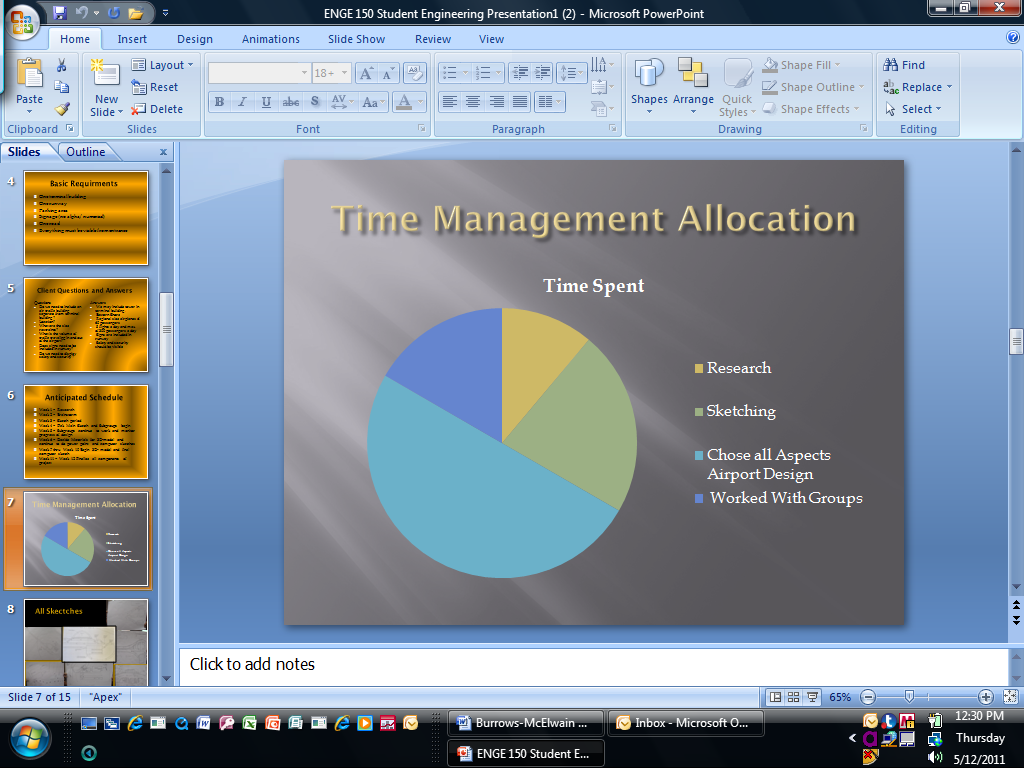 ENGE 150 Student Engineering Presentation1 (2) - Microsoft PowerPoint
Home Insert Design Animations Slide Show Review View
Paste
Clipboard
New Slide
Layout
Reset
Delete
Slides
18+
B I U abc S AV Aa A
Font
Paragraph
Shapes Arrange Quick Styles
Shape Fill
Shape Outline
Shape Effects
Drawing
Find
Replace
Select
Editing
Slides Outline x
4
Basic Requirments
5
Client Questions and Answers
6
Anticipated Schedule
7
Time Management Allocation
Time Spent
8
All Skectches
Time Management Allocation
Time Spent
Research
Sketching
Chose all Aspects
Airport Design
Worked With Groups
Click to add notes
Slide 7 of 15 "Apex" 65%
Burrows-McElwain ... Inbox - Microsoft O...
ENGE 150 Student E...
12:30 PM
Thursday
5/12/2011